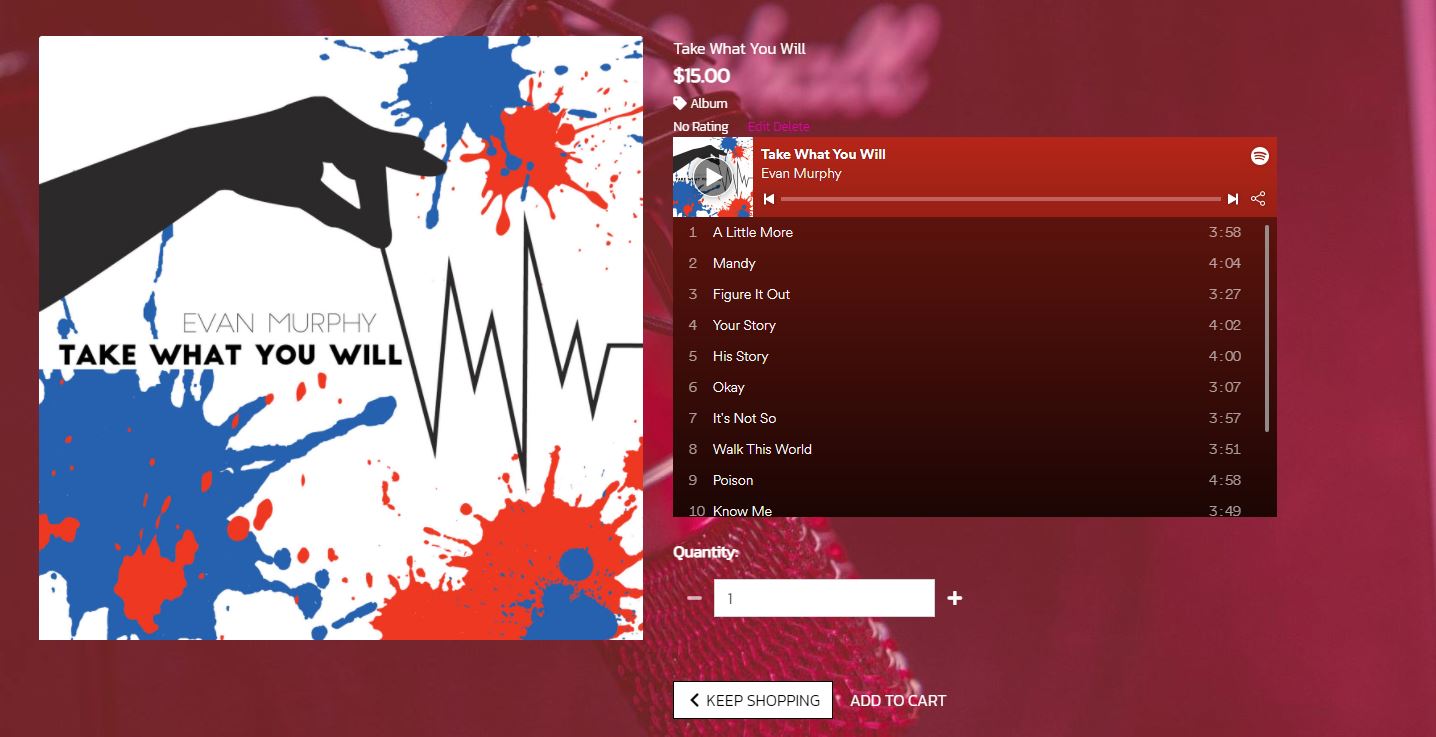 EVAN MURPHY
TAKE WHAT YOU WILL
Take What You Will
$15.00
Album
No Rating Edit Delete
Take What You Will
Evan Murphy
1 A Little More 3:58
2 Mandy 4:04
3 Figure It Out 3:27
4 Your Story 4:02
5 His Story 4:00
6 Okay 3:07
7 It's Not So 3:57
8 Walk This World 3:51
9 Poison 4:58
10 Know Me 3:49
Quantity:
1
KEEP SHOPPING ADD TO CART